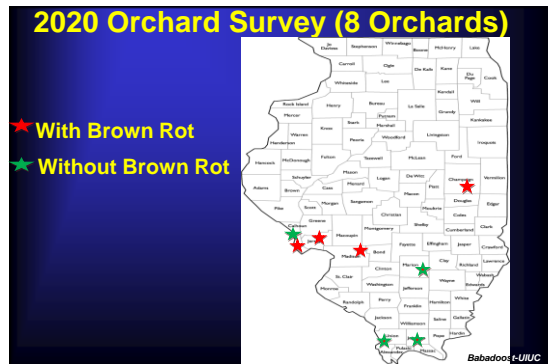 2020 Orchard Survey (8 Orchards)
With Brown Rot
Without Brown Rot
Jo Daviess Stephenson Winnebago Boone McHenry Lake
Carroll Ogle De Kalb Kane Cook
Whiteside Lee Du Page
Kendall
Rock Island Henry Bureau La Salle Will
Mercer Putnam Grundy
Stark Marshall Kankakee
Warren Knox Livingston
Henderson Peoria Woodford Iroquois
Hancock McDonough Fulton Tazewell McLean Ford
Schuyler Mason Champaign Vermilion
Adams Brown Cass Menard Logan De Witt Piatt
Macon Douglas
Pike Scott Morgan Sangamon Edgar
Christian Moultrie Coles
Greene Shelby
Calhoun Macoupin Montgomery Cumberland Clark
Jersey Fayette Effingham Jasper Crawford
Madison Bond
Clay Richland Lawrence
St. Clair Clinton Marion
Washington Jefferson Wayne Edwards Wabash
Monroe
Randolph Perry Franklin Hamilton White
Jackson Williamson Saline Gallatin
Union Pope Hardin
Alexander Pulaski Massac
Babadoost-UIUC